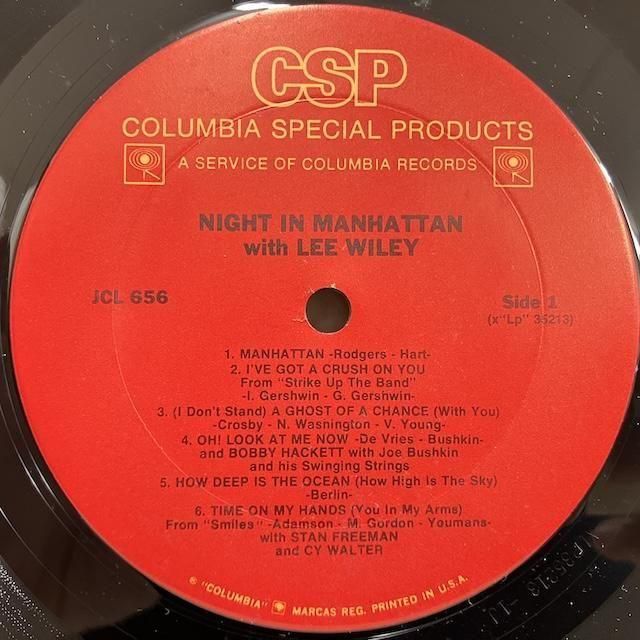 CSP
COLUMBIA SPECIAL PRODUCTS
A SERVICE OF COLUMBIA RECORDS
NIGHT IN MANHATTAN
with LEE WILEY
JCL 656
Side 1
(x"Lp" 35213)
1. MANHATTAN -Rodgers - Hart-
2. I'VE GOT A CRUSH ON YOU
From "Strike Up The Band"
-I. Gershwin - G. Gershwin-
3. (I Don't Stand) A GHOST OF A CHANCE (With You)
-Crosby - N. Wasnington - V. Young-
4. OH! LOOK AT ME NOW -De Vries - Bushkin-
and BOBBY HACKETT with Joe Bushkin
and his Swinging Strings
5. HOW DEEP IS THE OCEAN (How High Is The Sky)
-Berlin-
6. TIME ON MY HANDS (You In My Arms)
From "Smiles" -Adamson - M. Gordon - Youmans-
with STAN FREEMAN
and CY WALTER
® "COLUMBIA" MARCAS REG. PRINTED IN U.S.A.